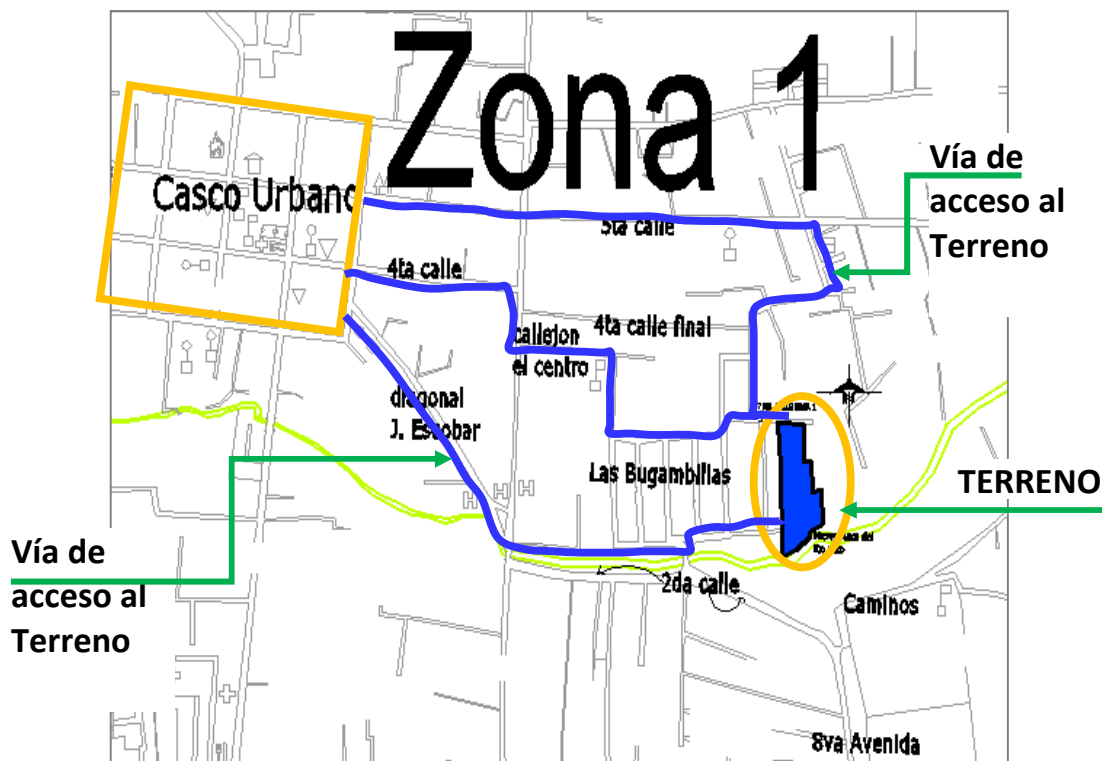 Zona 1
Vía de
acceso al
Terreno
Casco Urbano
5ta calle
4ta calle
4ta calle final
callejon
el centro
diagonal
J. Escobar
Las Bugambilias
TERRENO
Vía de
acceso al
Terreno
2da calle
Caminos
8va Avenida
H H H